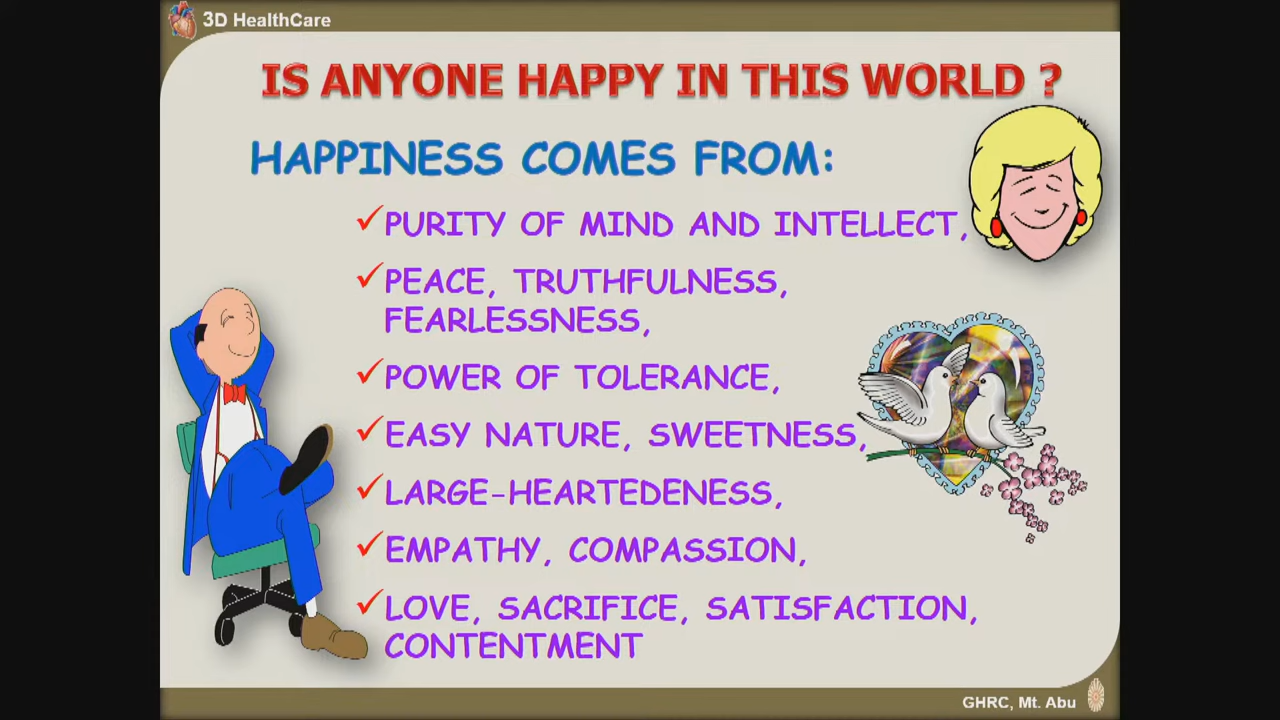 3D HealthCare
IS ANYONE HAPPY IN THIS WORLD ?
HAPPINESS COMES FROM:
✓PURITY OF MIND AND INTELLECT,
✓PEACE, TRUTHFULNESS,
FEARLESSNESS,
✓POWER OF TOLERANCE,
✓EASY NATURE, SWEETNESS,
✓LARGE-HEARTEDENESS,
✓EMPATHY, COMPASSION,
✓LOVE, SACRIFICE, SATISFACTION,
CONTENTMENT
GHRC, Mt. Abu